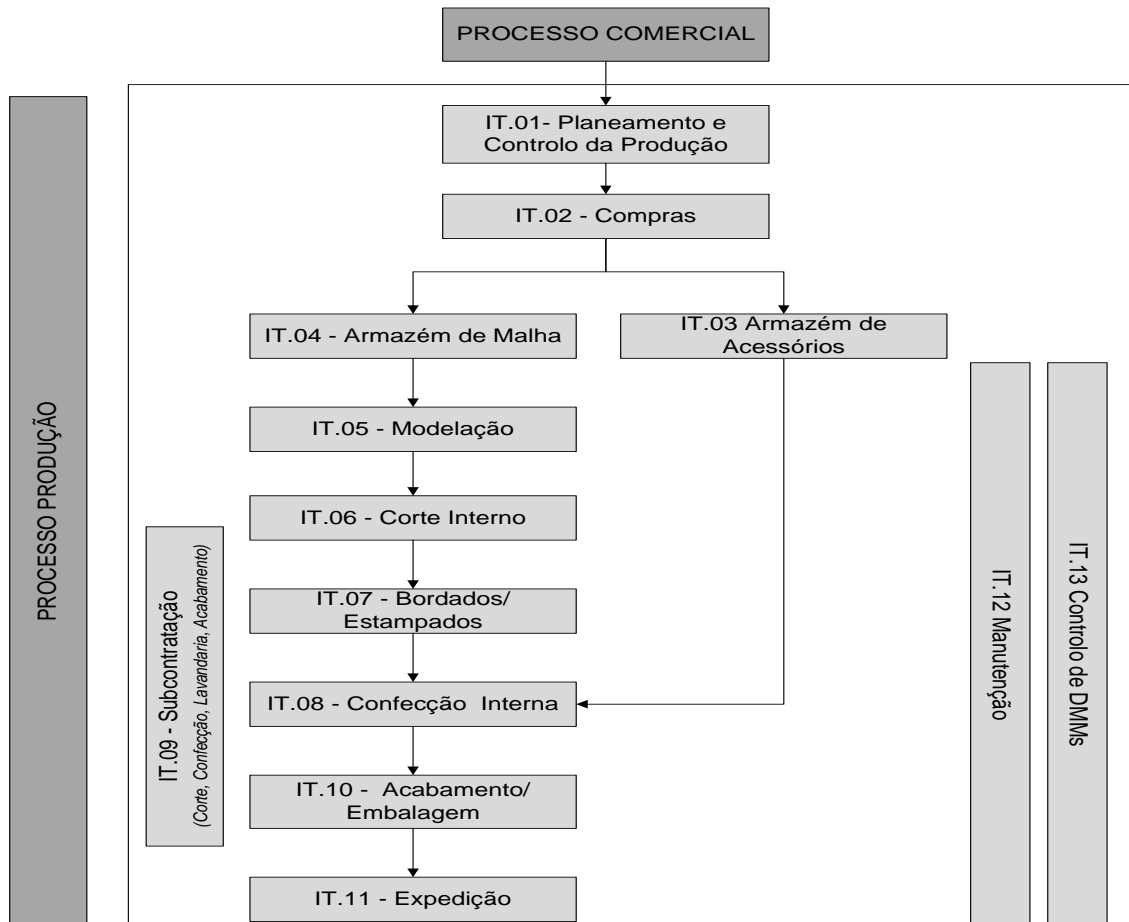 PROCESSO COMERCIAL
PROCESSO PRODUÇÃO
IT.01- Planeamento e
Controlo da Produção
IT.02 - Compras
IT.04 - Armazém de Malha
IT.03 Armazém de
Acessórios
IT.05 - Modelação
IT.06 - Corte Interno
IT.07 - Bordados/
Estampados
IT.08 - Confecção  Interna
IT.09 - Subcontratação
(Corte, Confecção, Lavandaria, Acabamento)
IT.10 -  Acabamento/
Embalagem
IT.11 - Expedição
IT.12 Manutenção
IT.13 Controlo de DMMs